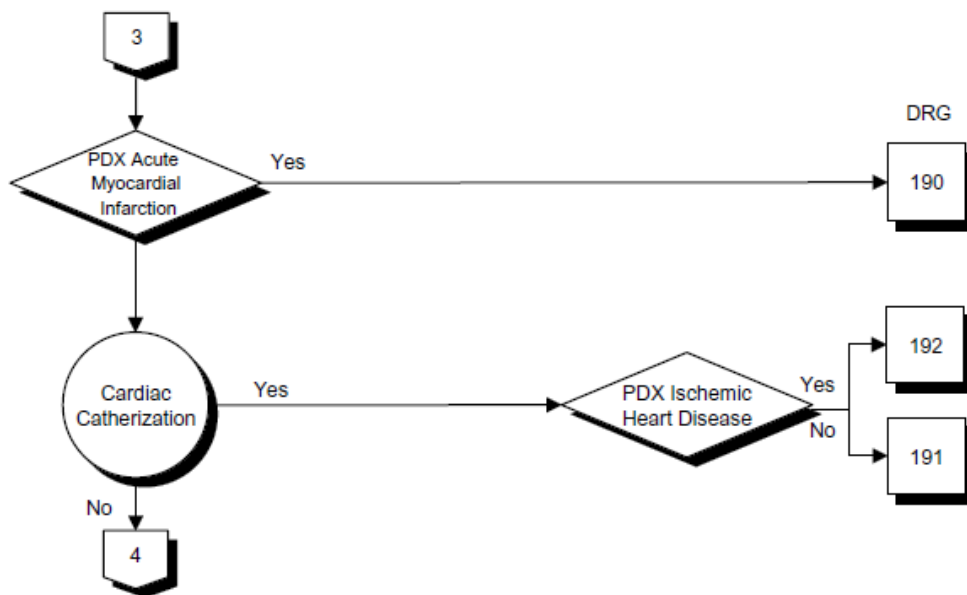 3
DRG
PDX Acute
Myocardial
Infarction
Yes
190
Cardiac
Catherization
Yes
PDX Ischemic
Heart Disease
Yes
No
192
191
No
4